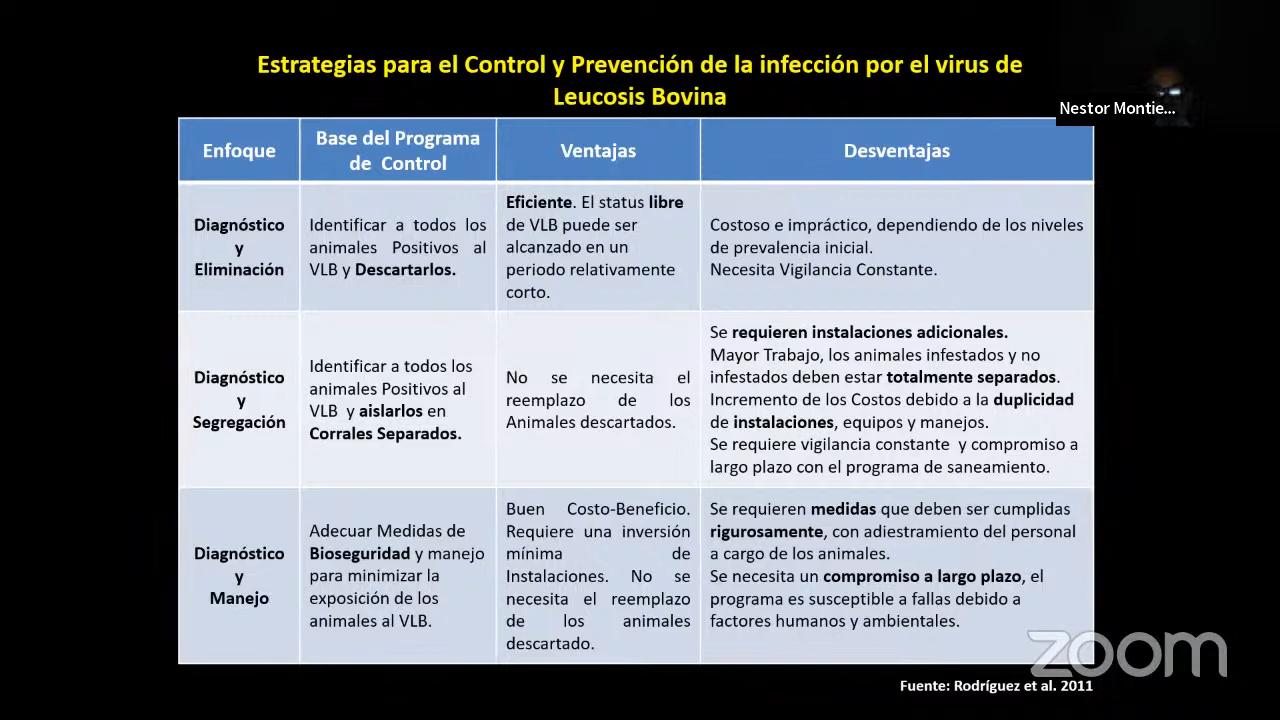 Estrategias para el Control y Prevención de la infección por el virus de
Leucosis Bovina
Nestor Montie...
Enfoque
Base del Programa
de Control
Ventajas
Desventajas
Diagnóstico
y
Eliminación
Identificar a todos los
animales Positivos al
VLB y Descartarlos.
Eficiente. El status libre
de VLB puede ser
alcanzado en un
periodo relativamente
corto.
Costoso e impráctico, dependiendo de los niveles
de prevalencia inicial.
Necesita Vigilancia Constante.
Diagnóstico
y
Segregación
Identificar a todos los
animales Positivos al
VLB y aislarlos en
Corrales Separados.
No se necesita el
reemplazo de los
Animales descartados.
Se requieren instalaciones adicionales.
Mayor Trabajo, los animales infestados y no
infestados deben estar totalmente separados.
Incremento de los Costos debido a la duplicidad
de instalaciones, equipos y manejos.
Se requiere vigilancia constante y compromiso a
largo plazo con el programa de saneamiento.
Diagnóstico
y
Manejo
Adecuar Medidas de
Bioseguridad y manejo
para minimizar la
exposición de los
animales al VLB.
Buen Costo-Beneficio.
Requiere una inversión
mínima de
Instalaciones. No se
necesita el reemplazo
de los animales
descartado.
Se requieren medidas que deben ser cumplidas
rigurosamente, con adiestramiento del personal
a cargo de los animales.
Se necesita un compromiso a largo plazo, el
programa es susceptible a fallas debido a
factores humanos y ambientales.
zoom
Fuente: Rodríguez et al. 2011